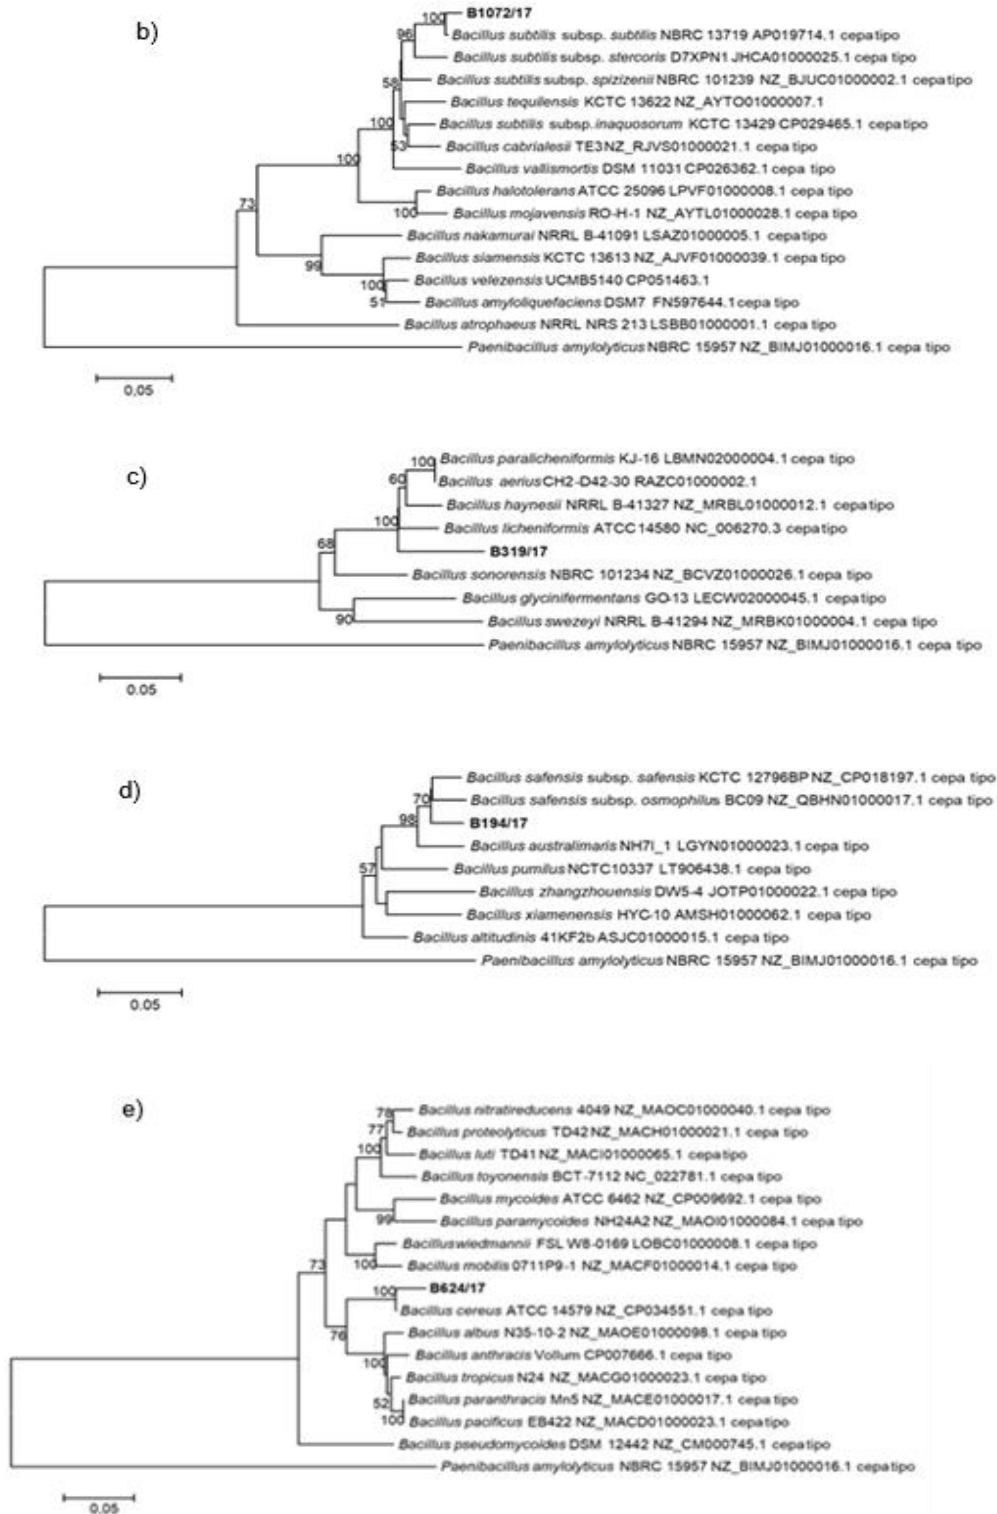 b)
100
B1072/17
96
Bacillus subtilis subsp. subtilis NBRC 13719 AP019714.1 cepa tipo
Bacillus subtilis subsp. stercoris D7XPN1 JHCA01000025.1 cepa tipo
58
Bacillus subtilis subsp. spizizenii NBRC 101239 NZ_BJUC01000002.1 cepa tipo
Bacillus tequilensis KCTC 13622 NZ_AYTO01000007.1
100
Bacillus subtilis subsp. inaquosorum KCTC 13429 CP029465.1 cepa tipo
53
Bacillus cabrialesii TE3 NZ_RJVS01000021.1 cepa tipo
100
Bacillus vallismortis DSM 11031 CP026362.1 cepa tipo
Bacillus halotolerans ATCC 25096 LPVF01000008.1 cepa tipo
100
Bacillus mojavensis RO-H-1 NZ_AYTL01000028.1 cepa tipo
73
Bacillus nakamurai NRRL B-41091 LSAZ01000005.1 cepa tipo
99
Bacillus siamensis KCTC 13613 NZ_AJVF01000039.1 cepa tipo
100
Bacillus velezensis UCMB5140 CP051463.1
51
Bacillus amyloliquefaciens DSM7 FN597644.1 cepa tipo
Bacillus atrophaeus NRRL NRS 213 LSBB01000001.1 cepa tipo
Paenibacillus amylolyticus NBRC 15957 NZ_BIMJ01000016.1 cepa tipo
0,05
c)
100
Bacillus paralicheniformis KJ-16 LBMN02000004.1 cepa tipo
60
Bacillus aerius CH2-D42-30 RAZC01000002.1
Bacillus haynesii NRRL B-41327 NZ_MRBL01000012.1 cepa tipo
100
Bacillus licheniformis ATCC 14580 NC_006270.3 cepa tipo
68
B319/17
Bacillus sonorensis NBRC 101234 NZ_BCVZ01000026.1 cepa tipo
Bacillus glycinifermentans GO-13 LECW02000045.1 cepa tipo
90
Bacillus swezeyi NRRL B-41294 NZ_MRBK01000004.1 cepa tipo
Paenibacillus amylolyticus NBRC 15957 NZ_BIMJ01000016.1 cepa tipo
0.05
d)
Bacillus safensis subsp. safensis KCTC 12796BP NZ_CP018197.1 cepa tipo
70
Bacillus safensis subsp. osmophilus BC09 NZ_QBHN01000017.1 cepa tipo
98
B194/17
Bacillus australimaris NH7I_1 LGYN01000023.1 cepa tipo
57
Bacillus pumilus NCTC10337 LT906438.1 cepa tipo
Bacillus zhangzhouensis DW5-4 JOTP01000022.1 cepa tipo
Bacillus xiamenensis HYC-10 AMSH01000062.1 cepa tipo
Bacillus altitudinis 41KF2b ASJC01000015.1 cepa tipo
Paenibacillus amylolyticus NBRC 15957 NZ_BIMJ01000016.1 cepa tipo
0.05
e)
78
Bacillus nitratireducens 4049 NZ_MAOC01000040.1 cepa tipo
77
Bacillus proteolyticus TD42 NZ_MACH01000021.1 cepa tipo
100
Bacillus luti TD41 NZ_MACI01000065.1 cepa tipo
Bacillus toyonensis BCT-7112 NC_022781.1 cepa tipo
Bacillus mycoides ATCC 6462 NZ_CP009692.1 cepa tipo
99
Bacillus paramycoides NH24A2 NZ_MAOI01000084.1 cepa tipo
Bacillus wiedmannii FSL W8-0169 LOBC01000008.1 cepa tipo
73
100
Bacillus mobilis 0711P9-1 NZ_MACF01000014.1 cepa tipo
100
B624/17
Bacillus cereus ATCC 14579 NZ_CP034551.1 cepa tipo
76
Bacillus albus N35-10-2 NZ_MAOE01000098.1 cepa tipo
100
Bacillus anthracis Vollum CP007666.1 cepa tipo
Bacillus tropicus N24 NZ_MACG01000023.1 cepa tipo
52
Bacillus paranthracis Mn5 NZ_MACE01000017.1 cepa tipo
100
Bacillus pacificus EB422 NZ_MACD01000023.1 cepa tipo
Bacillus pseudomycoides DSM 12442 NZ_CM000745.1 cepa tipo
Paenibacillus amylolyticus NBRC 15957 NZ_BIMJ01000016.1 cepa tipo
0.05